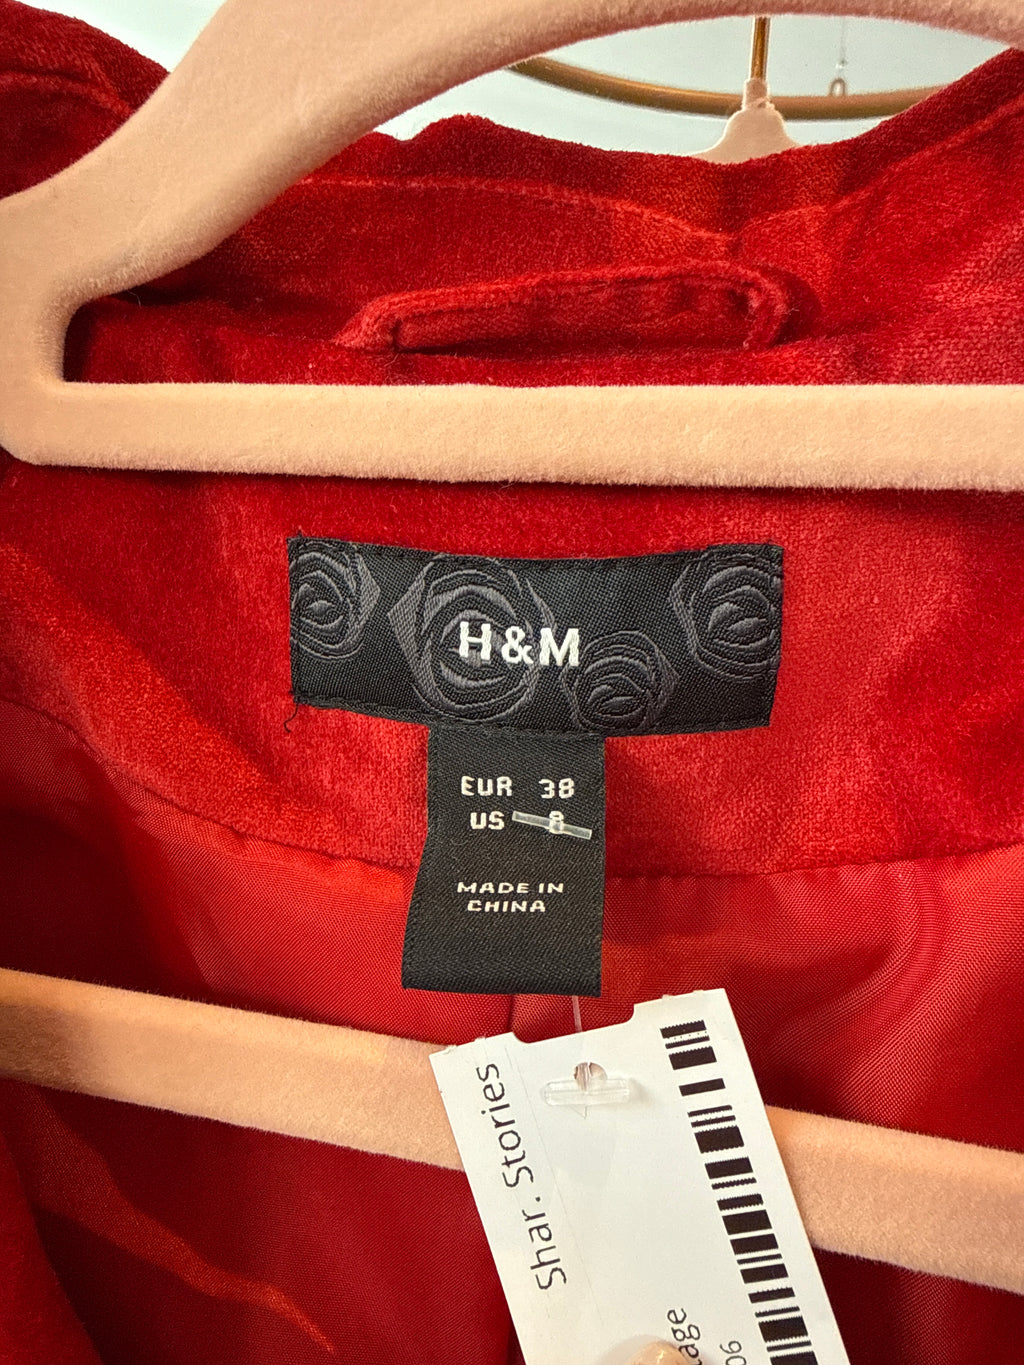 H&M
EUR 38
US 8
MADE IN
CHINA
Shar. Stories